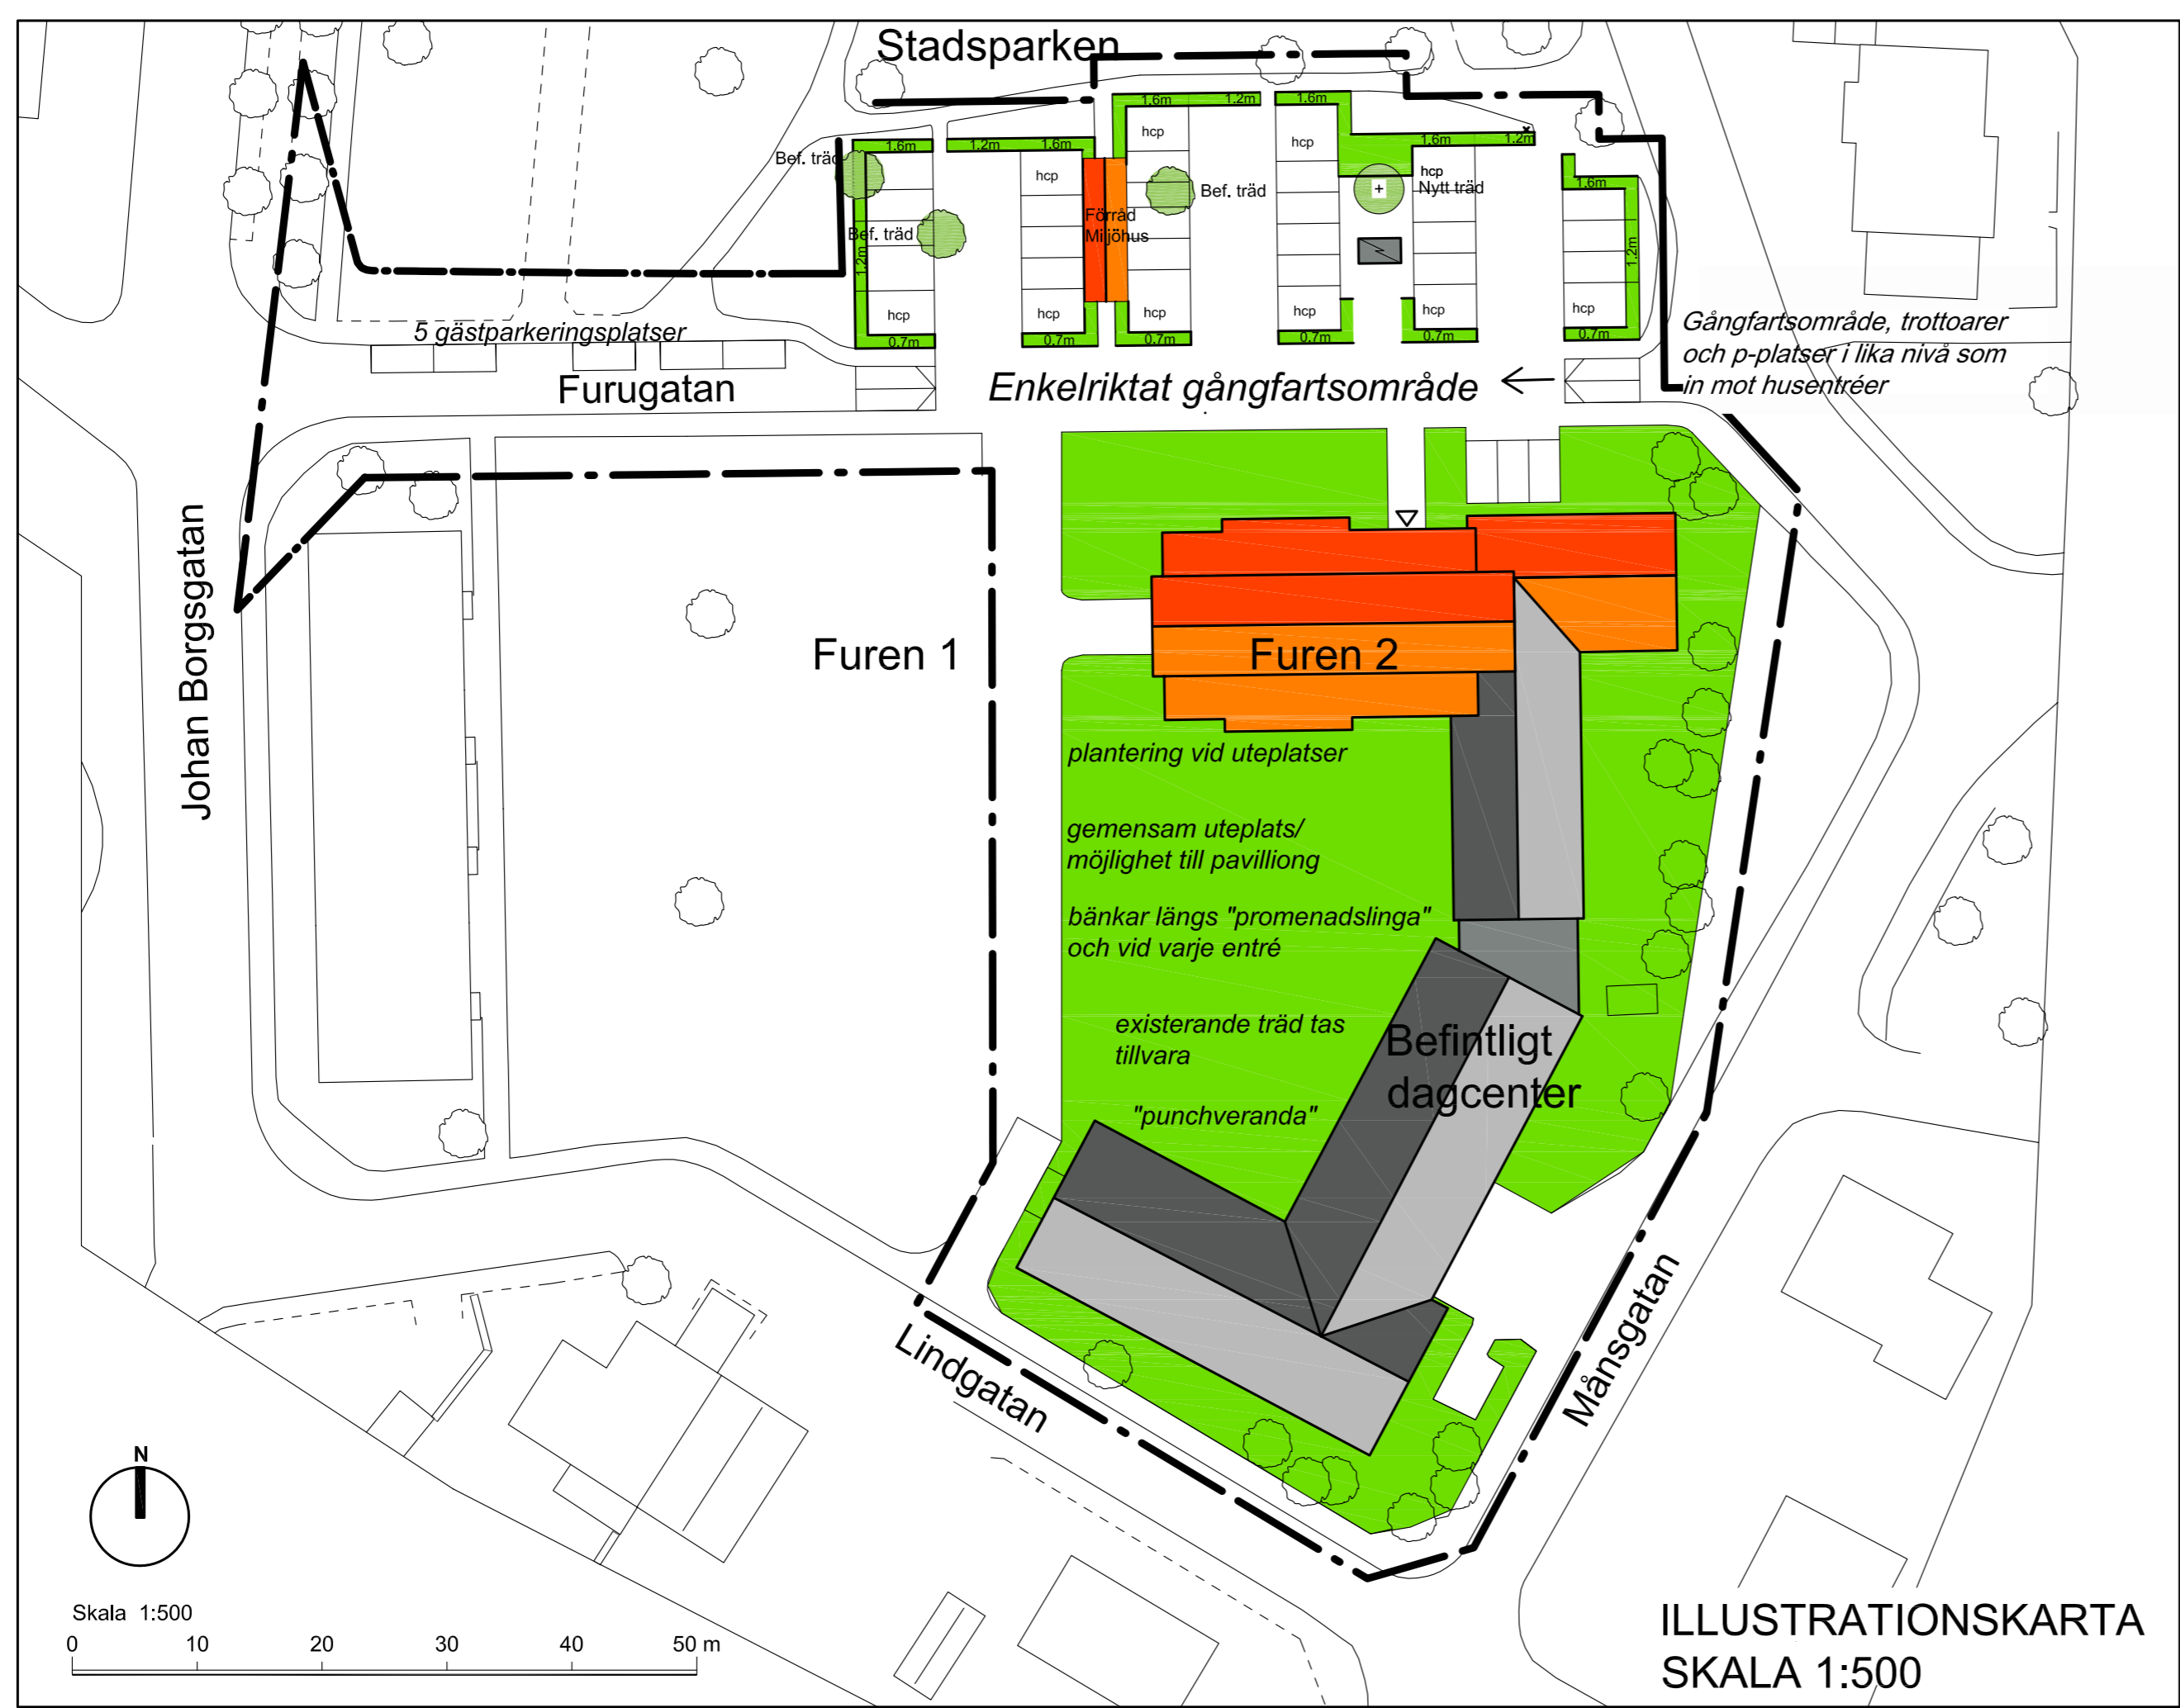 Stadsparken
1.6m
1.2m
1.6m
hcp
hcp
1.6m
1.2m
1.6m
1.6m
1.2m
Bef. träd
hcp
hcp
Nytt träd
+
Bef. träd
1.6m
Förråd
Miljöhus
Bef. träd
1.2m
1.2m
hcp
hcp
hcp
hcp
hcp
hcp
0.7m
0.7m
0.7m
0.7m
0.7m
0.7m
5 gästparkeringsplatser
Gångfartsområde, trottoarer
och p-platser i lika nivå som
in mot husentréer
Furugatan
Enkelriktat gångfartsområde
Johan Borgsgatan
Furen 1
Furen 2
plantering vid uteplatser
gemensam uteplats/
möjlighet till pavilliong
bänkar längs "promenadslinga"
och vid varje entré
existerande träd tas
tillvara
Befintligt
dagcenter
"punchveranda"
Lindgatan
Månsgatan
N
Skala 1:500
0 10 20 30 40 50 m
ILLUSTRATIONSKARTA
SKALA 1:500